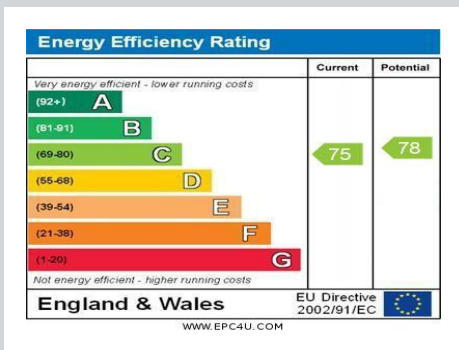 Energy Efficiency Rating
Current Potential
Very energy efficient - lower running costs
(92+) A
(81-91) B
(69-80) C 75 78
(55-68) D
(39-54) E
(21-38) F
(1-20) G
Not energy efficient - higher running costs
England & Wales EU Directive
2002/91/EC
WWW.EPC4U.COM